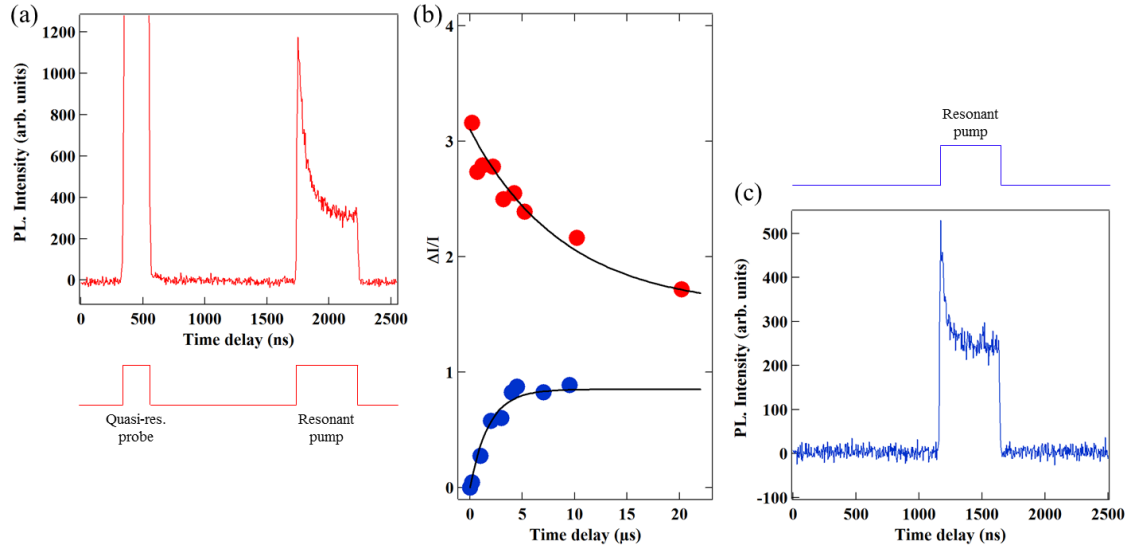 (a)
1200
1000
800
600
400
200
0
PL. Intensity (arb. units)
0
500
1000
1500
2000
2500
Time delay (ns)
Quasi-res.
probe
Resonant
pump
(b)
4
3
2
1
0
ΔI/I
0
5
10
15
20
Time delay (µs)
Resonant
pump
(c)
500
400
300
200
100
0
-100
PL. Intensity (arb. units)
0
500
1000
1500
2000
2500
Time delay (ns)